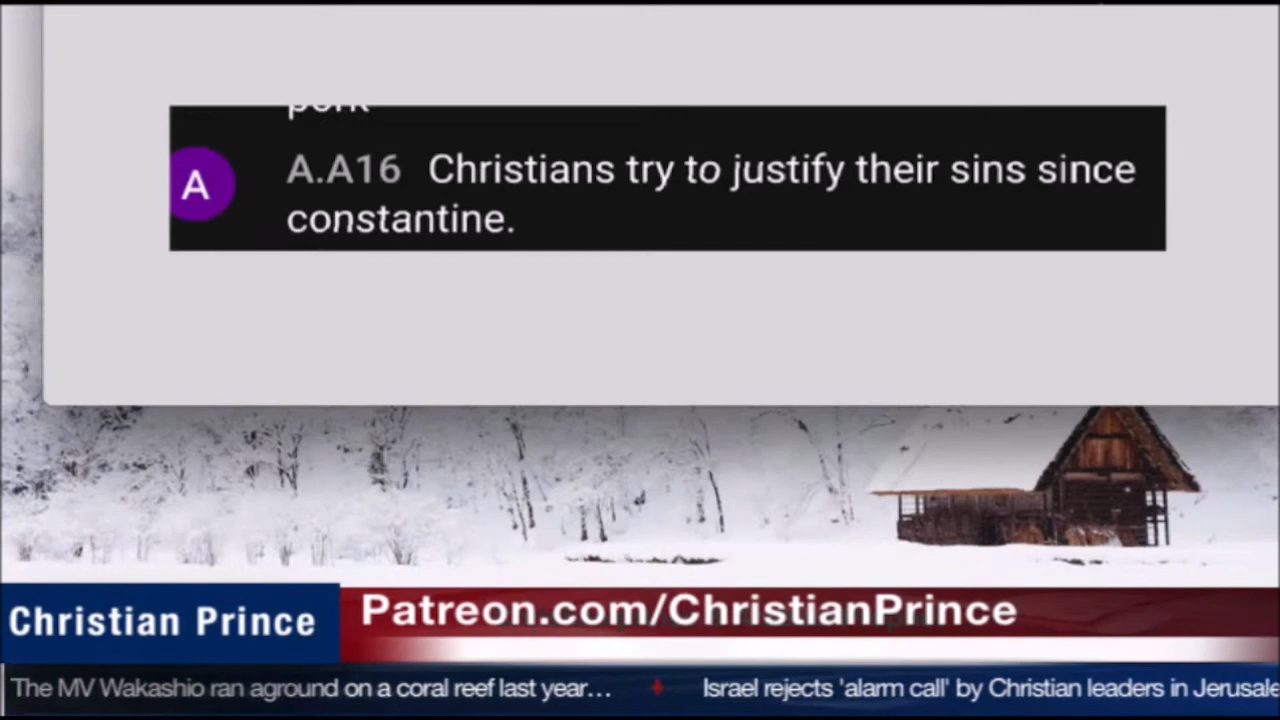 pork
A.A16 Christians try to justify their sins since
constantine.
A
Christian Prince
Patreon.com/ChristianPrince
The MV Wakashio ran aground on a coral reef last year... ♦ Israel rejects 'alarm call' by Christian leaders in Jerusale